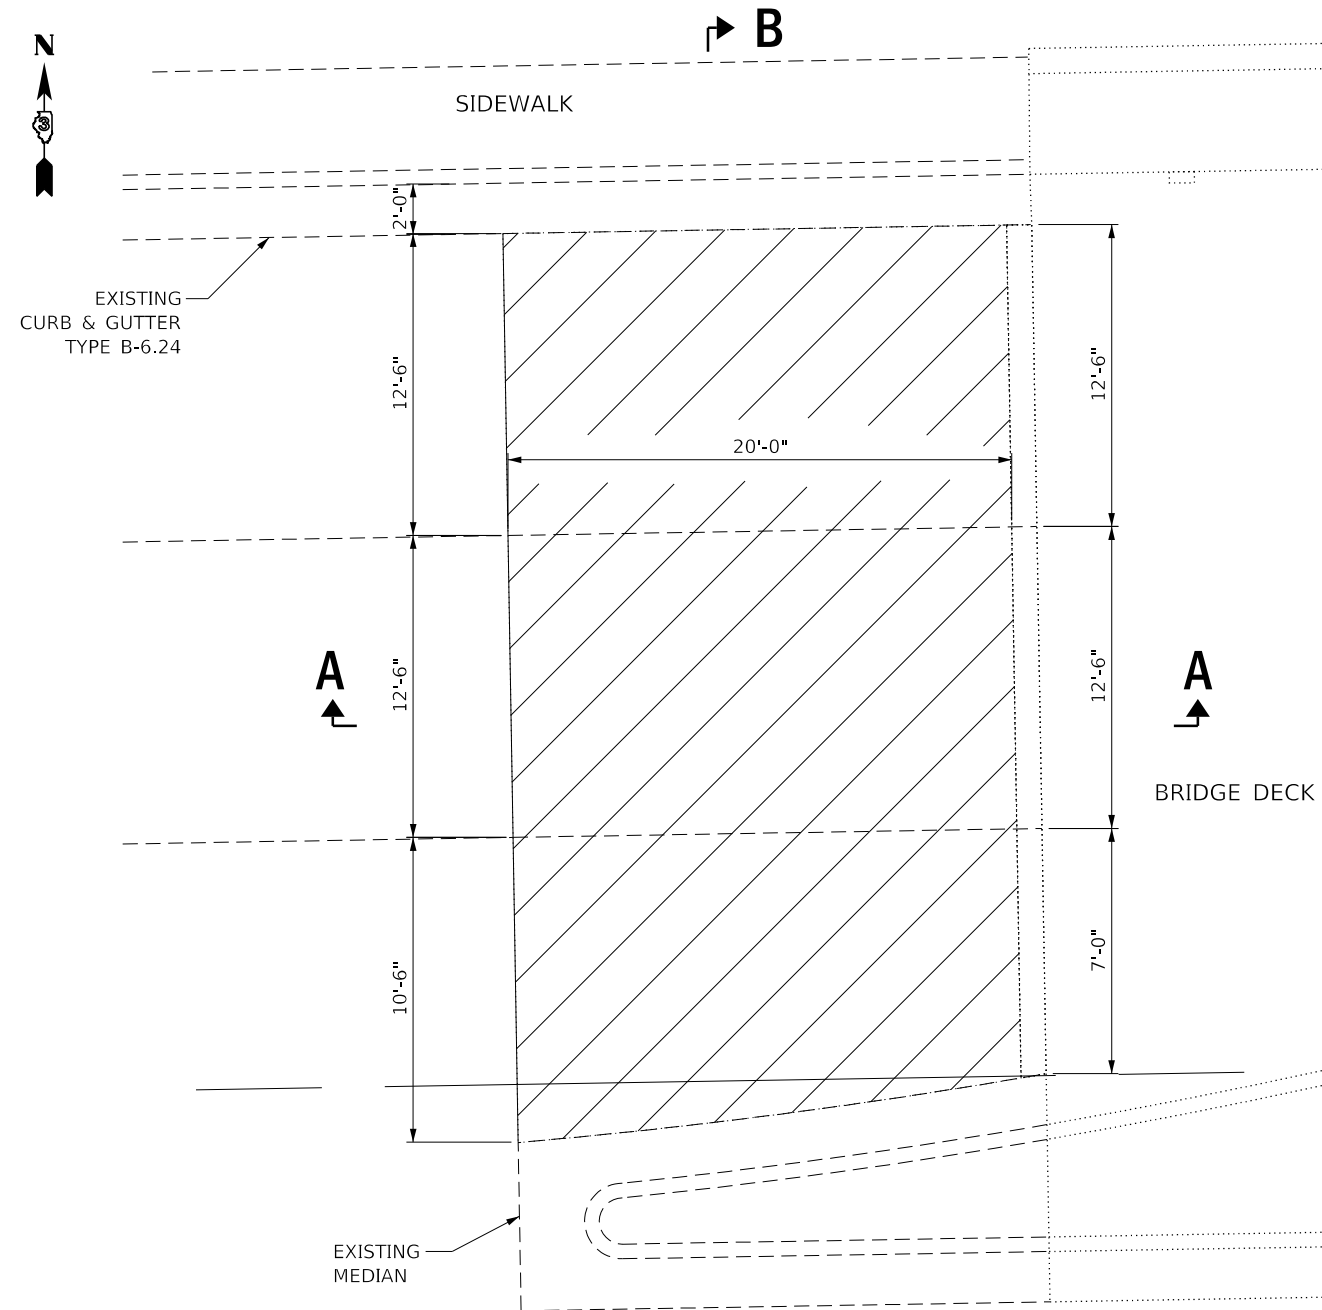 B
N
3
SIDEWALK
2'-0"
EXISTING
CURB & GUTTER
TYPE B-6.24
12'-6"
12'-6"
20'-0"
A
12'-6"
12'-6"
A
BRIDGE DECK
10'-6"
7'-0"
EXISTING
MEDIAN